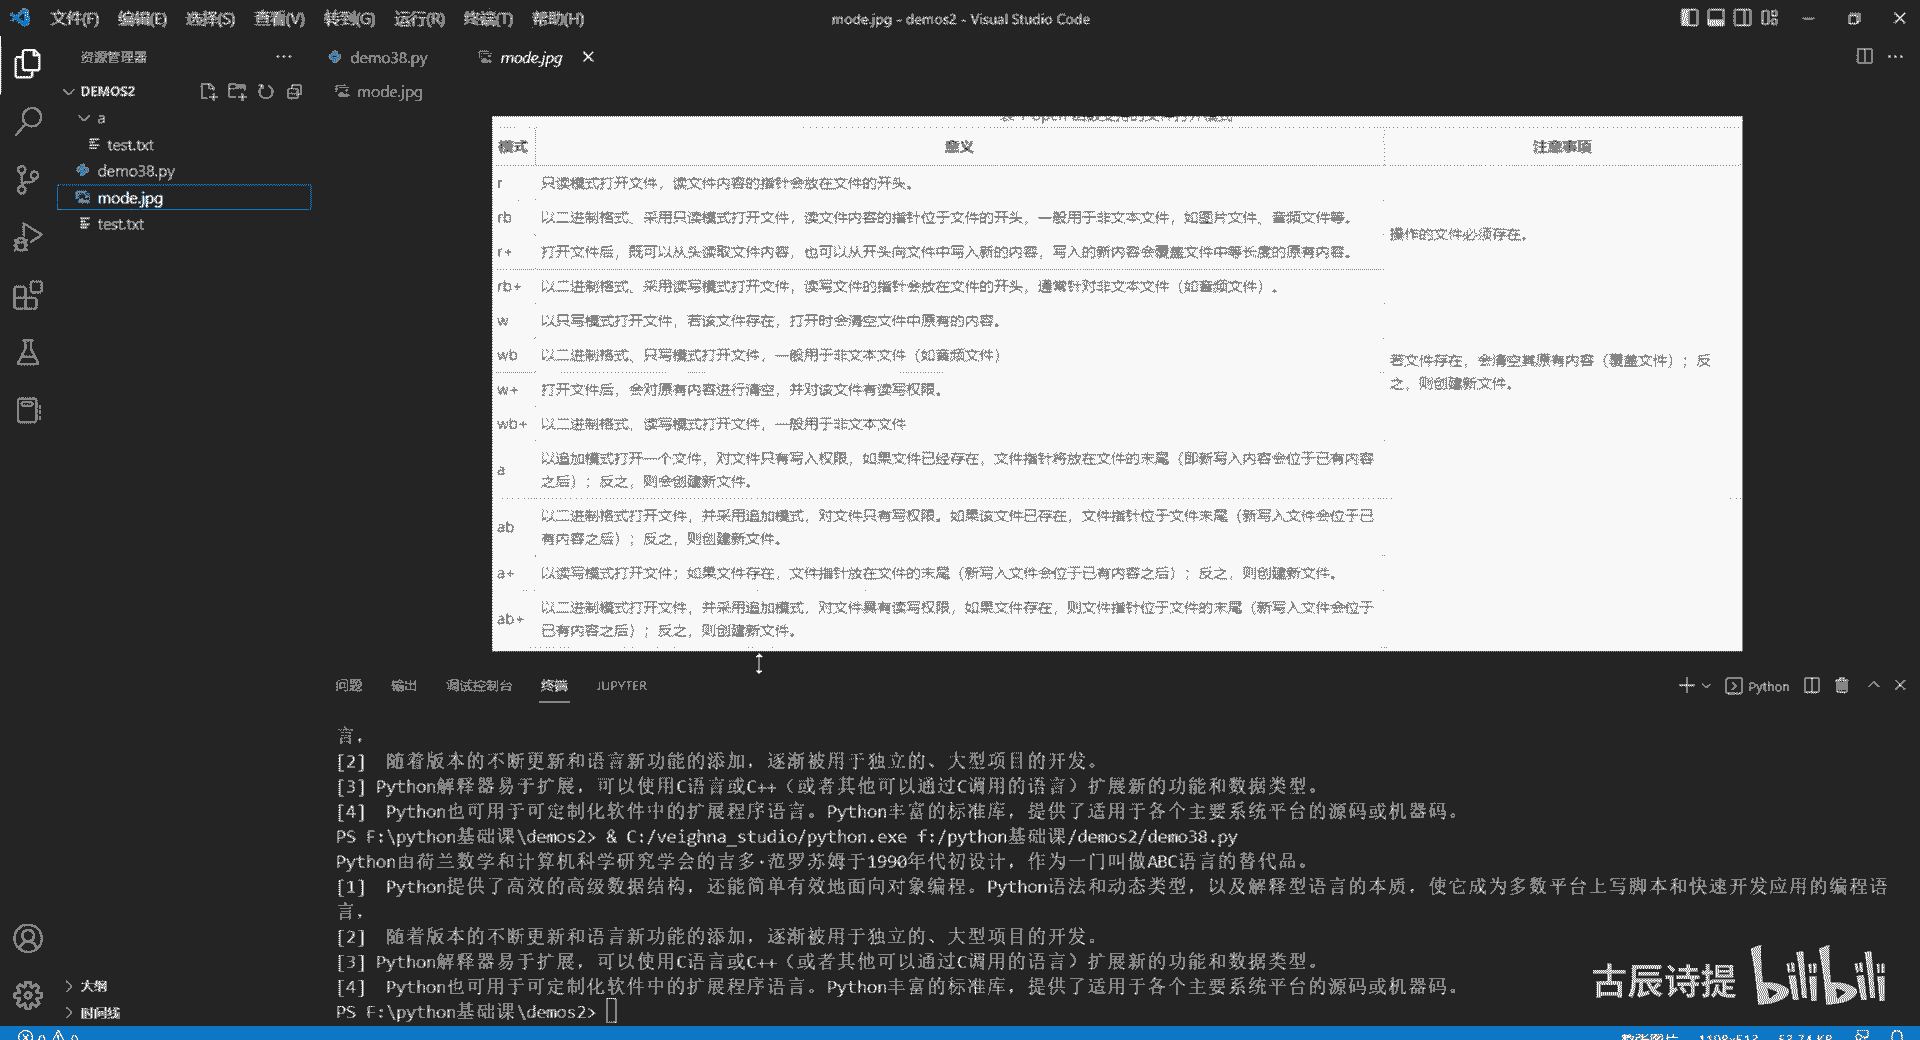 文件(F) 编辑(E) 选择(S) 查看(V) 转到(G) 运行(R) 终端(T) 帮助(H)
mode.jpg - demos2 - Visual Studio Code
资源管理器
demo38.py
mode.jpg
DEMOS2
mode.jpg
a
test.txt
demo38.py
mode.jpg
test.txt
大纲
时间线
表 1 open 函数支持的文件打开模式
模式 意义 注意事项
r 只读模式打开文件，读文件内容的指针会放在文件的开头。
rb 以二进制格式、采用只读模式打开文件，读文件内容的指针位于文件的开头，一般用于非文本文件，如图片文件、音频文件等。
操作的文件必须存在。
r+ 打开文件后，既可以从头读取文件内容，也可以从开头向文件中写入新的内容，写入的新内容会覆盖文件中等长度的原有内容。
rb+ 以二进制格式、采用读写模式打开文件，读写文件的指针会放在文件的开头，通常针对非文本文件（如音频文件）。
w 以只写模式打开文件，若该文件存在，打开时会清空文件中原有的内容。
wb 以二进制格式、只写模式打开文件，一般用于非文本文件（如音频文件）
若文件存在，会清空其原有内容（覆盖文件）；反
之，则创建新文件。
w+ 打开文件后，会对原有内容进行清空，并对该文件有读写权限。
wb+ 以二进制格式、读写模式打开文件，一般用于非文本文件
a 以追加模式打开一个文件，对文件只有写入权限，如果文件已经存在，文件指针将放在文件的末尾（即新写入内容会位于已有内容
之后）；反之，则会创建新文件。
ab 以二进制格式打开文件，并采用追加模式，对文件只有写权限。如果该文件已存在，文件指针位于文件末尾（新写入文件会位于已
有内容之后）；反之，则创建新文件。
a+ 以读写模式打开文件；如果文件存在，文件指针放在文件的末尾（新写入文件会位于已有内容之后）；反之，则创建新文件。
ab+ 以二进制模式打开文件，并采用追加模式，对文件具有读写权限，如果文件存在，则文件指针位于文件的末尾（新写入文件会位于
已有内容之后）；反之，则创建新文件。
问题 输出 调试控制台 终端 JUPYTER
Python
言，
[2] 随着版本的不断更新和语言新功能的添加，逐渐被用于独立的、大型项目的开发。
[3] Python解释器易于扩展，可以使用C语言或C++（或者其他可以通过C调用的语言）扩展新的功能和数据类型。
[4] Python也可用于可定制化软件中的扩展程序语言。Python丰富的标准库，提供了适用于各个主要系统平台的源码或机器码。
PS F:\python基础课\demos2> & C:/veighna_studio/python.exe f:/python基础课/demos2/demo38.py
Python由荷兰数学和计算机科学研究学会的吉多·范罗苏姆于1990年代初设计，作为一门叫做ABC语言的替代品。
[1] Python提供了高效的高级数据结构，还能简单有效地面向对象编程。Python语法和动态类型，以及解释型语言的本质，使它成为多数平台上写脚本和快速开发应用的编程语
言，
[2] 随着版本的不断更新和语言新功能的添加，逐渐被用于独立的、大型项目的开发。
[3] Python解释器易于扩展，可以使用C语言或C++（或者其他可以通过C调用的语言）扩展新的功能和数据类型。
[4] Python也可用于可定制化软件中的扩展程序语言。Python丰富的标准库，提供了适用于各个主要系统平台的源码或机器码。
PS F:\python基础课\demos2>
古辰诗提 bilibili